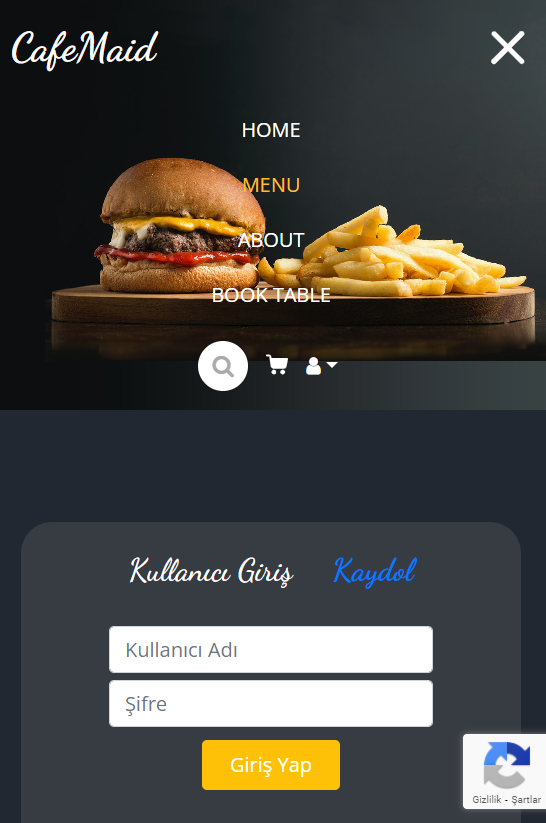 CafeMaid
HOME
MENU
ABOUT
BOOK TABLE
Kullanıcı Giriş Kaydol
Kullanıcı Adı
Şifre
Giriş Yap
Gizlilik - Şartlar